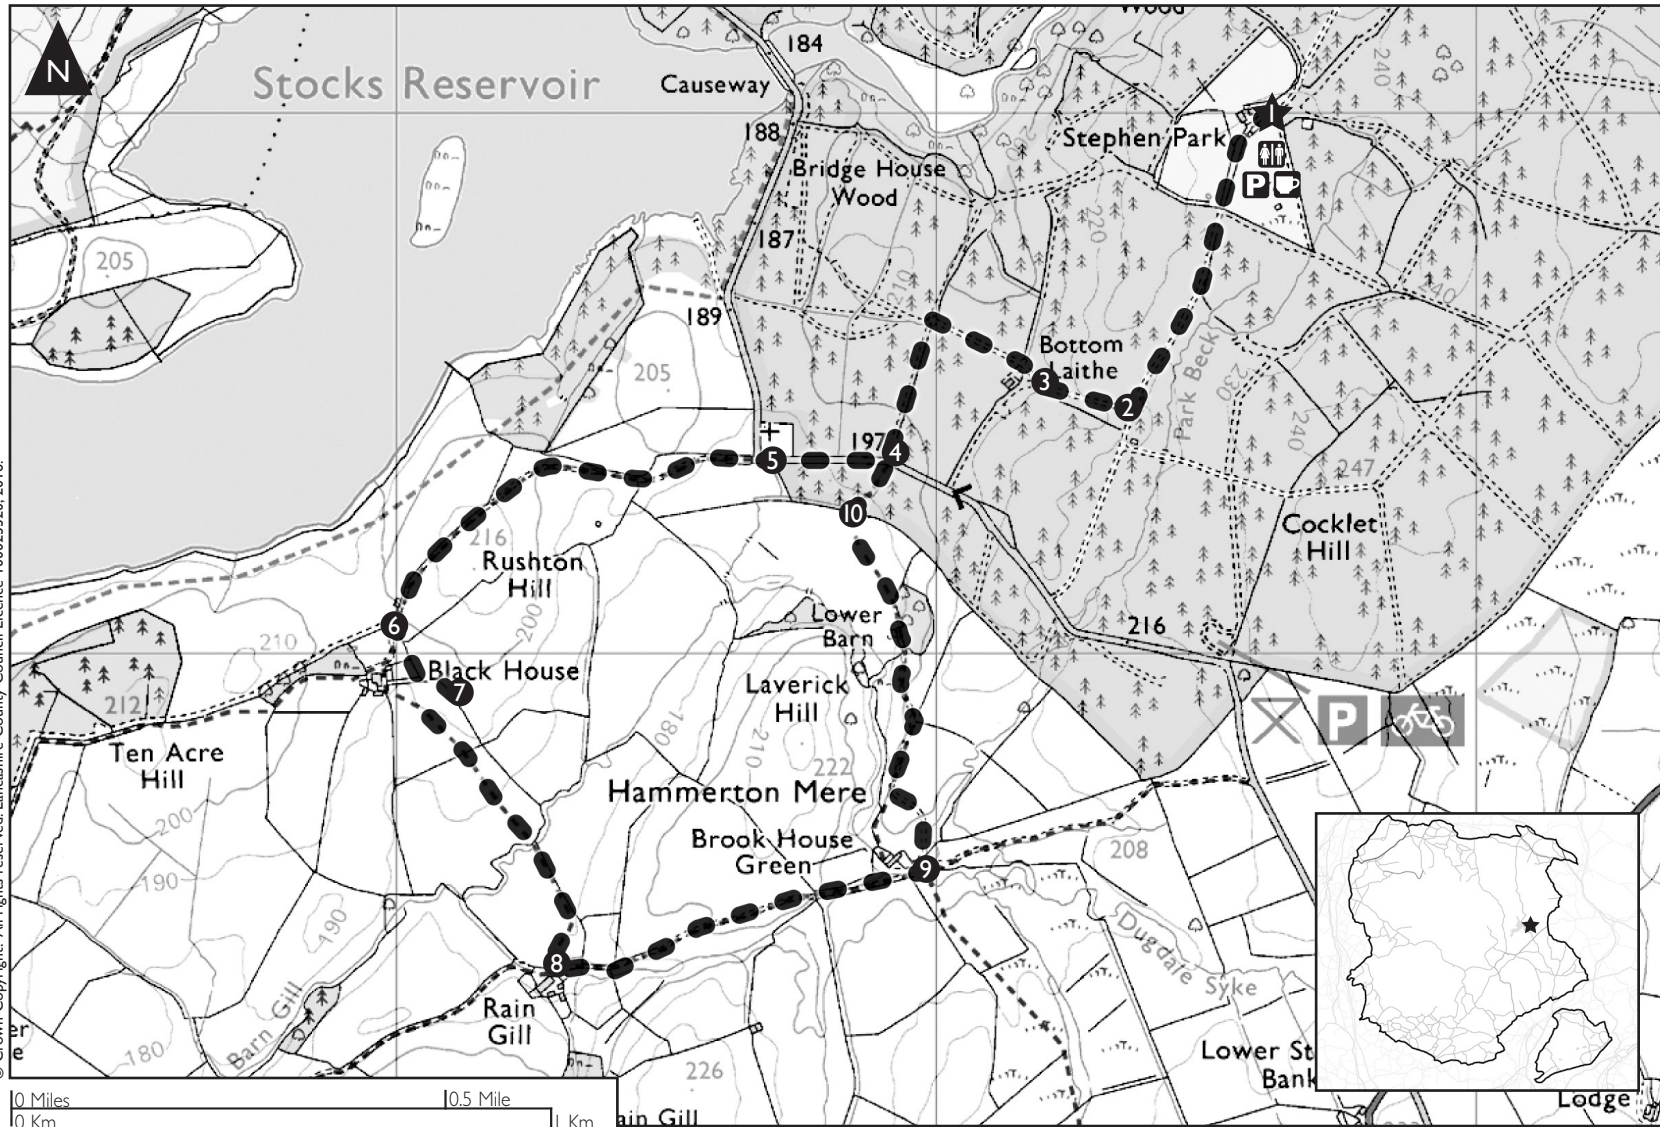 N
Stocks Reservoir
184
Wood
Causeway
240
188
1
Stephen Park
Bridge House
Wood
P
205
187
220
210
240
189
Bottom
Laithe
205
3
2
Park Beck
230
197
4
5
240
247
10
Cocklet
Hill
216
Rushton
Hill
200
Lower
Barn
6
210
216
Black House
7
Laverick
Hill
212
P
180
210
Ten Acre
Hill
222
Hammerton Mere
200
Brook House
Green
208
9
190
190
Dugdale
Syke
8
Rain
Gill
Barn Gill
er
e
180
226
Lower St
Bank
0 Miles
0.5 Mile
0 Km
1 Km
ain Gill
Lodge